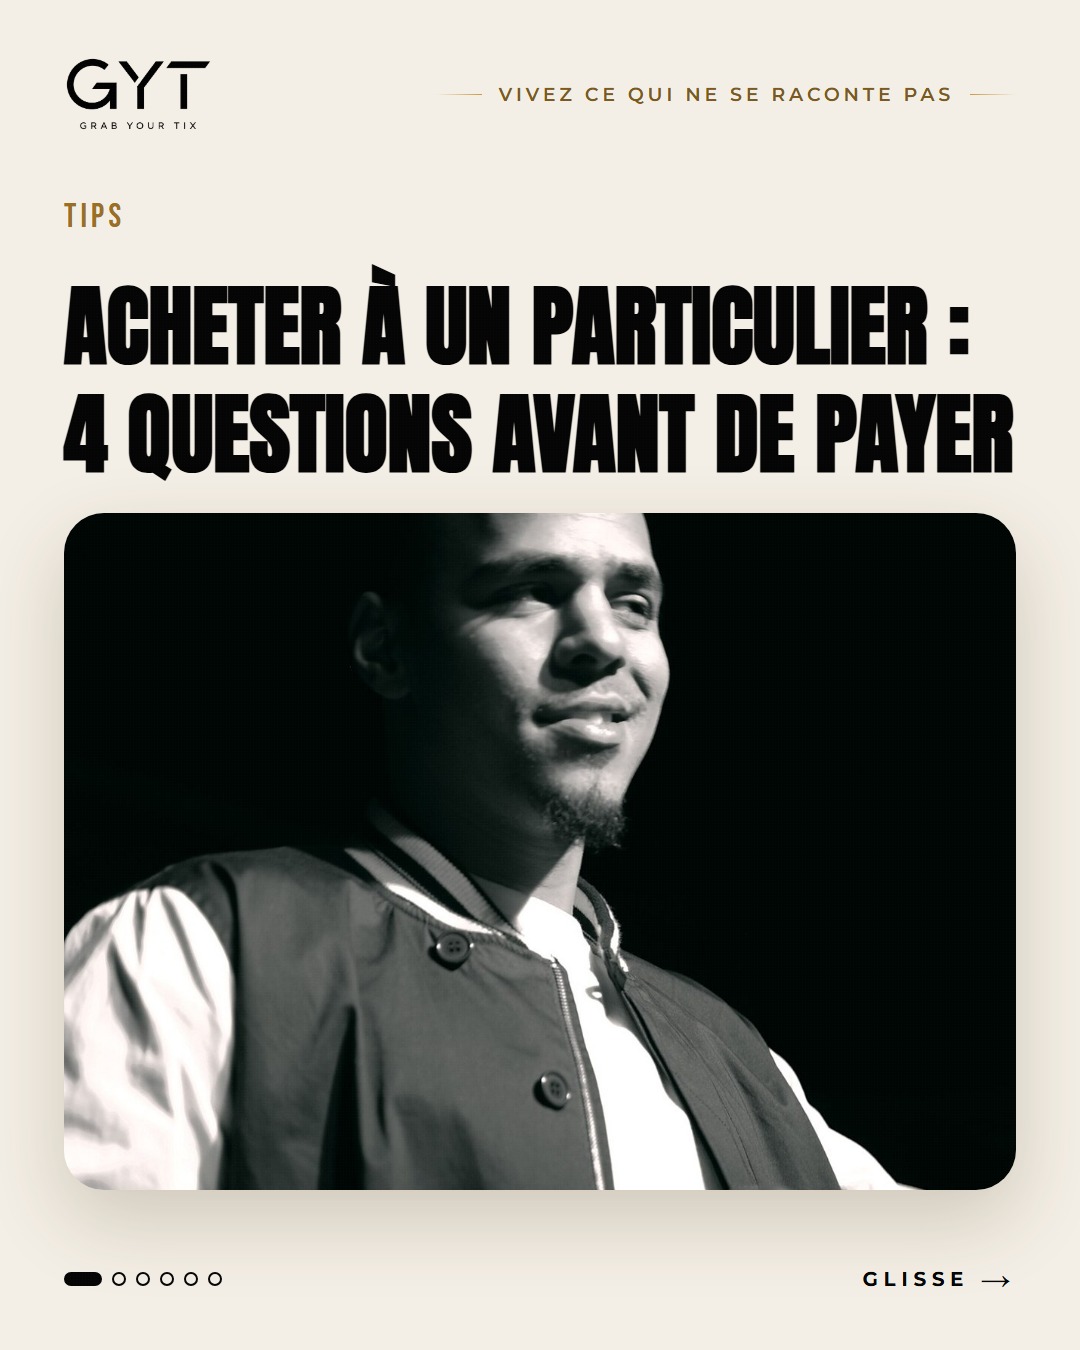 GYT
GRAB YOUR TIX
VIVEZ CE QUI NE SE RACONTE PAS
TIPS
ACHETER À UN PARTICULIER :
4 QUESTIONS AVANT DE PAYER
GLISSE →